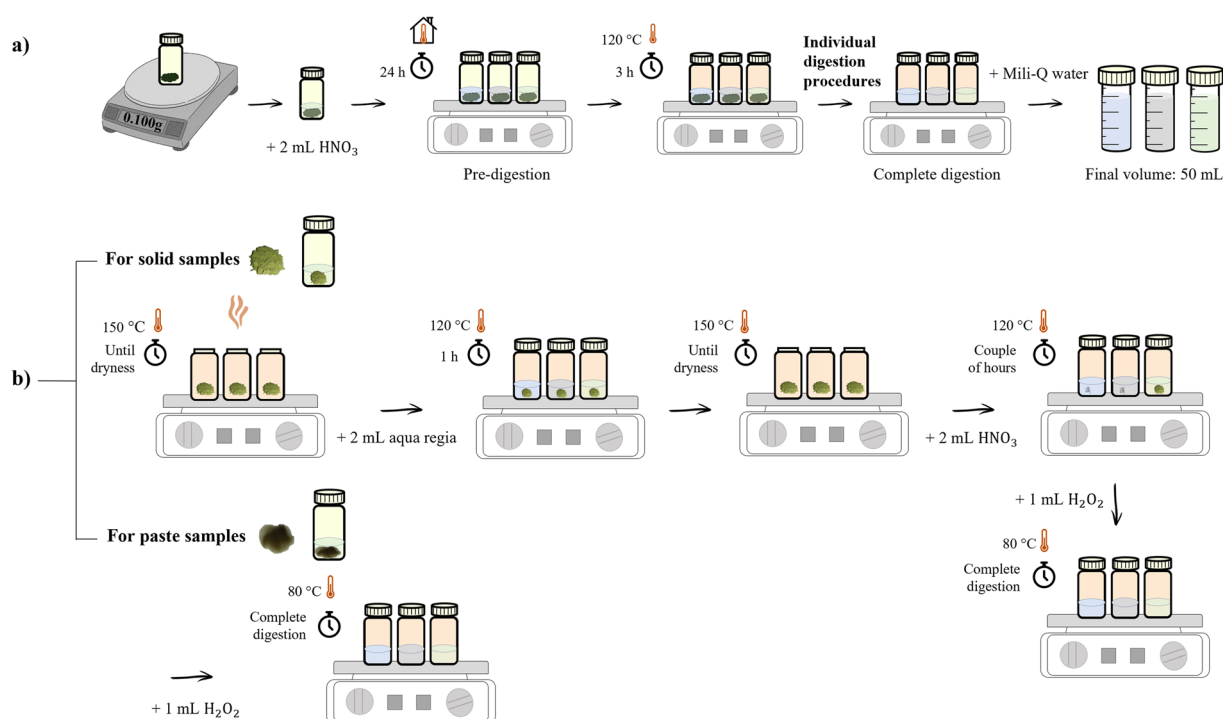 a)
0.100g
+ 2 mL HNO₃
24 h
Pre-digestion
120 °C
3 h
Individual
digestion
procedures
Complete digestion
+ Mili-Q water
Final volume: 50 mL
b)
For solid samples
150 °C
Until
dryness
+ 2 mL aqua regia
120 °C
1 h
150 °C
Until
dryness
+ 2 mL HNO₃
120 °C
Couple
of hours
+ 1 mL H₂O₂
80 °C
Complete
digestion
For paste samples
+ 1 mL H₂O₂
80 °C
Complete
digestion